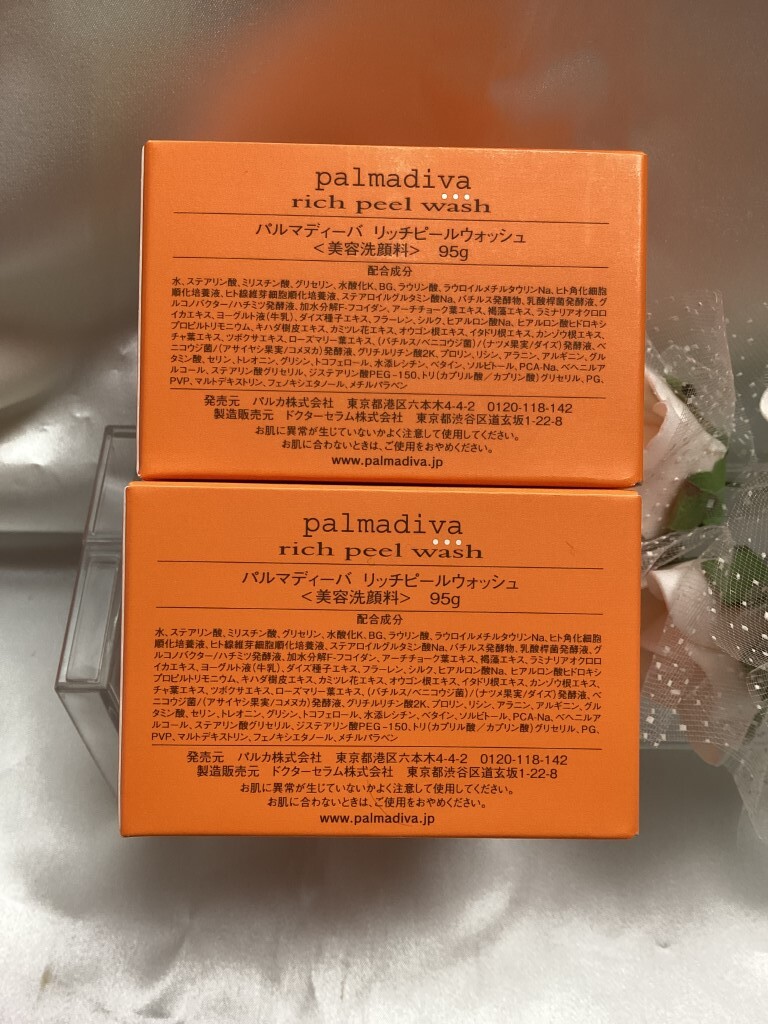 palmadiva
rich peel wash
パルマディーバ リッチピールウォッシュ
＜美容洗顔料＞ 95g
配合成分
水、ステアリン酸、ミリスチン酸、グリセリン、水酸化K、BG、ラウリン酸、ラウロイルメチルタウリンNa、ヒト角化細胞
順化培養液、ヒト線維芽細胞順化培養液、ステアロイルグルタミン酸Na、バチルス発酵物、乳酸桿菌発酵液、グ
ルコノバクター/ハチミツ発酵液、加水分解F-フコイダン、アーチチョーク葉エキス、褐藻エキス、ラミナリアオクロロ
イカエキス、ヨーグルト液(牛乳)、ダイズ種子エキス、フラーレン、シルク、ヒアルロン酸Na、ヒアルロン酸ヒドロキシ
プロピルトリモニウム、キハダ樹皮エキス、カミツレ花エキス、オウゴン根エキス、イタドリ根エキス、カンゾウ根エキス、
チャ葉エキス、ツボクサエキス、ローズマリー葉エキス、(バチルス/ベニコウジ菌)/(ナツメ果実/ダイズ)発酵液、ベ
ニコウジ菌/(アサイヤシ果実/コメヌカ)発酵液、グリチルリチン酸2K、プロリン、リシン、アラニン、アルギニン、グル
タミン酸、セリン、トレオニン、グリシン、トコフェロール、水添レシチン、ベタイン、ソルビトール、PCA-Na、ベヘニルア
ルコール、ステアリン酸グリセリル、ジステアリン酸PEG-150、トリ(カプリル酸/カプリン酸)グリセリル、PG、
PVP、マルトデキストリン、フェノキシエタノール、メチルパラベン
発売元 パルカ株式会社 東京都港区六本木4-4-2 0120-118-142
製造販売元 ドクターセラム株式会社 東京都渋谷区道玄坂1-22-8
お肌に異常が生じていないかよく注意して使用してください。
お肌に合わないときは、ご使用をおやめください。
www.palmadiva.jp
palmadiva
rich peel wash
パルマディーバ リッチピールウォッシュ
＜美容洗顔料＞ 95g
配合成分
水、ステアリン酸、ミリスチン酸、グリセリン、水酸化K、BG、ラウリン酸、ラウロイルメチルタウリンNa、ヒト角化細胞
順化培養液、ヒト線維芽細胞順化培養液、ステアロイルグルタミン酸Na、バチルス発酵物、乳酸桿菌発酵液、グ
ルコノバクター/ハチミツ発酵液、加水分解F-フコイダン、アーチチョーク葉エキス、褐藻エキス、ラミナリアオクロロ
イカエキス、ヨーグルト液(牛乳)、ダイズ種子エキス、フラーレン、シルク、ヒアルロン酸Na、ヒアルロン酸ヒドロキシ
プロピルトリモニウム、キハダ樹皮エキス、カミツレ花エキス、オウゴン根エキス、イタドリ根エキス、カンゾウ根エキス、
チャ葉エキス、ツボクサエキス、ローズマリー葉エキス、(バチルス/ベニコウジ菌)/(ナツメ果実/ダイズ)発酵液、ベ
ニコウジ菌/(アサイヤシ果実/コメヌカ)発酵液、グリチルリチン酸2K、プロリン、リシン、アラニン、アルギニン、グル
タミン酸、セリン、トレオニン、グリシン、トコフェロール、水添レシチン、ベタイン、ソルビトール、PCA-Na、ベヘニルア
ルコール、ステアリン酸グリセリル、ジステアリン酸PEG-150、トリ(カプリル酸/カプリン酸)グリセリル、PG、
PVP、マルトデキストリン、フェノキシエタノール、メチルパラベン
発売元 パルカ株式会社 東京都港区六本木4-4-2 0120-118-142
製造販売元 ドクターセラム株式会社 東京都渋谷区道玄坂1-22-8
お肌に異常が生じていないかよく注意して使用してください。
お肌に合わないときは、ご使用をおやめください。
www.palmadiva.jp